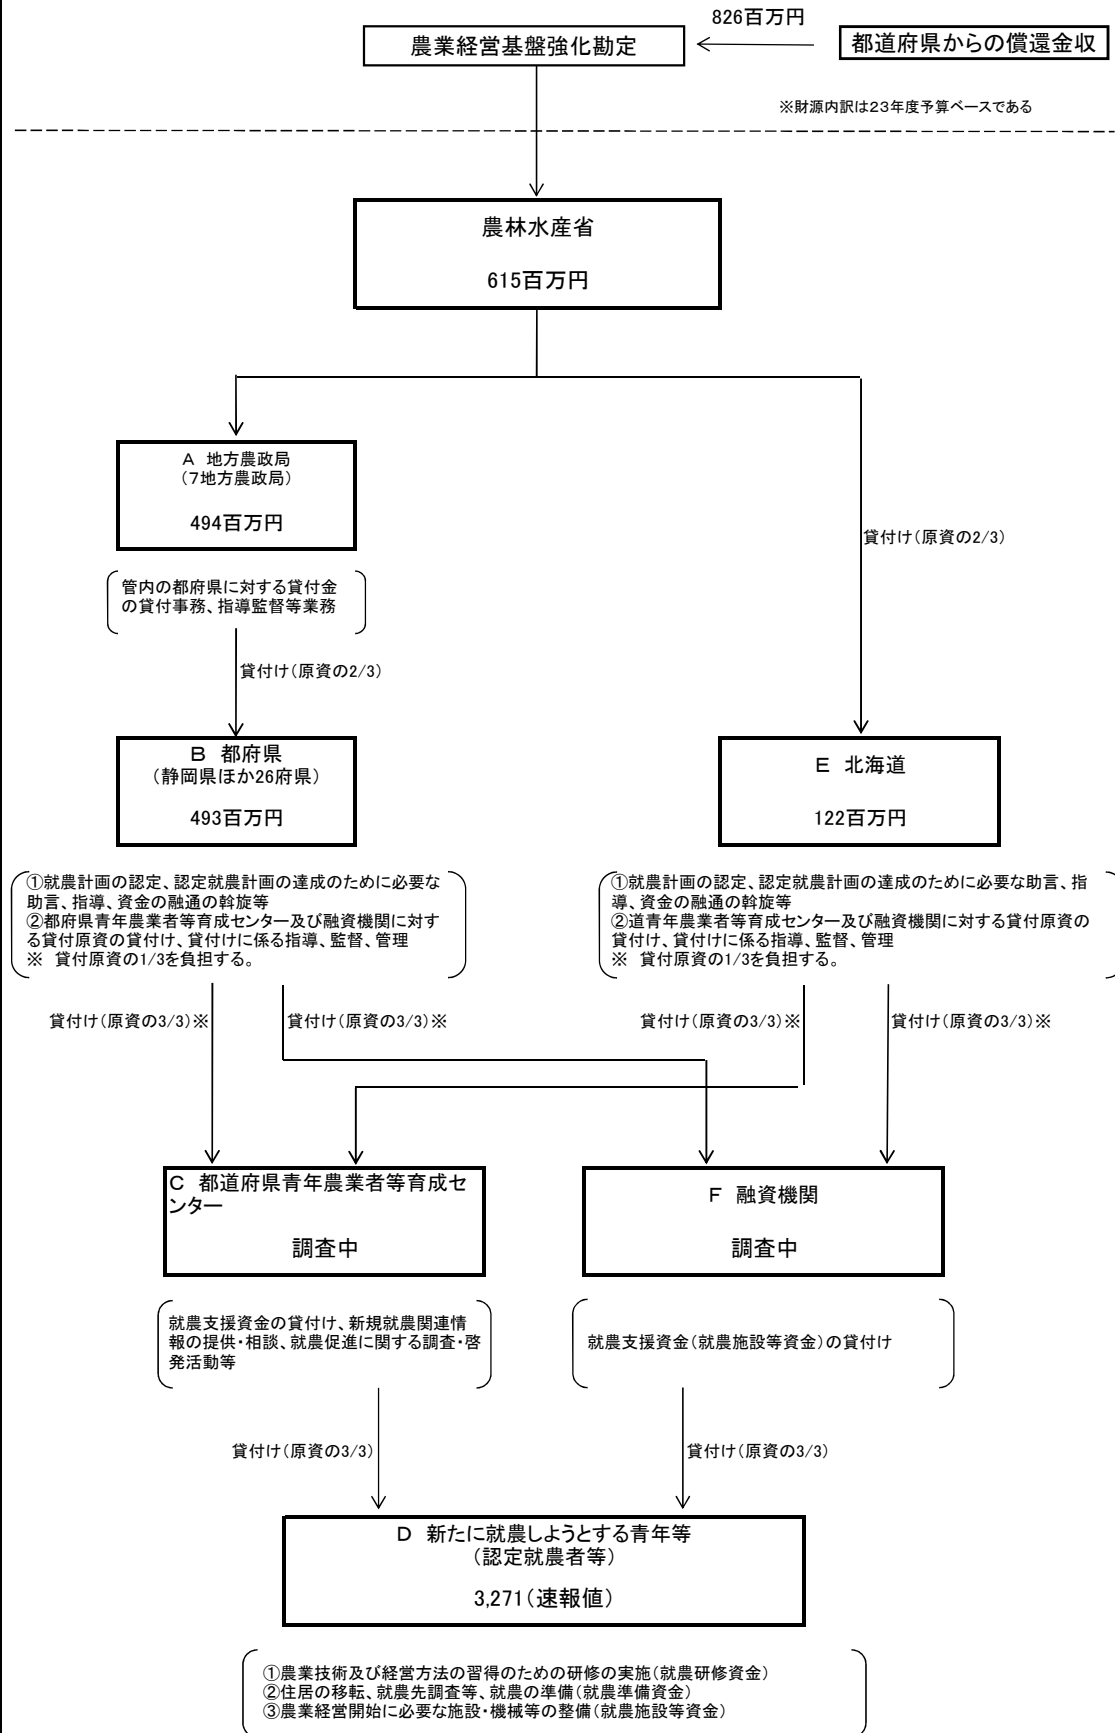 826百万円
農業経営基盤強化勘定
都道府県からの償還金収
※財源内訳は23年度予算ベースである
農林水産省
615百万円
A 地方農政局
(7地方農政局)
494百万円
貸付け(原資の2/3)
管内の都府県に対する貸付金
の貸付事務、指導監督等業務
貸付け(原資の2/3)
B 都府県
(静岡県ほか26府県)
493百万円
E 北海道
122百万円
①就農計画の認定、認定就農計画の達成のために必要な
助言、指導、資金の融通の斡旋等
②都府県青年農業者等育成センター及び融資機関に対す
る貸付原資の貸付け、貸付けに係る指導、監督、管理
※ 貸付原資の1/3を負担する。
①就農計画の認定、認定就農計画の達成のために必要な助言、指
導、資金の融通の斡旋等
②道青年農業者等育成センター及び融資機関に対する貸付原資の
貸付け、貸付けに係る指導、監督、管理
※ 貸付原資の1/3を負担する。
貸付け(原資の3/3)※
貸付け(原資の3/3)※
貸付け(原資の3/3)※
貸付け(原資の3/3)※
C 都道府県青年農業者等育成セ
ンター
調査中
F 融資機関
調査中
就農支援資金の貸付け、新規就農関連情
報の提供・相談、就農促進に関する調査・啓
発活動等
就農支援資金(就農施設等資金)の貸付け
貸付け(原資の3/3)
貸付け(原資の3/3)
D 新たに就農しようとする青年等
(認定就農者等)
3,271(速報値)
①農業技術及び経営方法の習得のための研修の実施(就農研修資金)
②住居の移転、就農先調査等、就農の準備(就農準備資金)
③農業経営開始に必要な施設・機械等の整備(就農施設等資金)